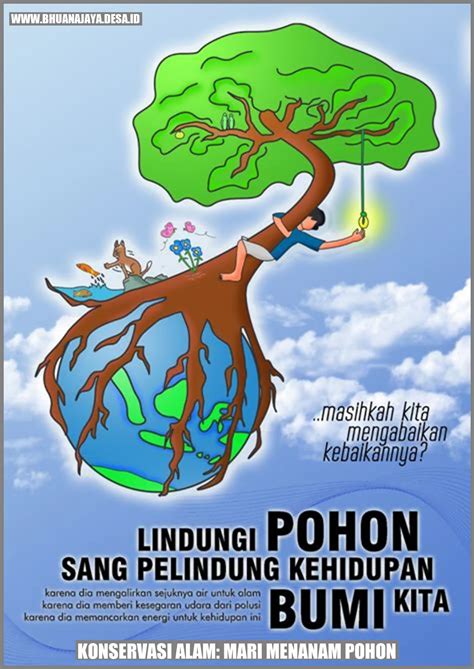 WWW.BHUANAJAYA.DESA.ID
..masihkah kita
mengabaikan
kebaikannya?
LINDUNGI POHON
SANG PELINDUNG KEHIDUPAN
BUMI KITA
karena dia mengalirkan sejuknya air untuk alam
karena dia memberi kesegaran udara dari polusi
karena dia memancarkan energi untuk kehidupan ini
KONSERVASI ALAM: MARI MENANAM POHON